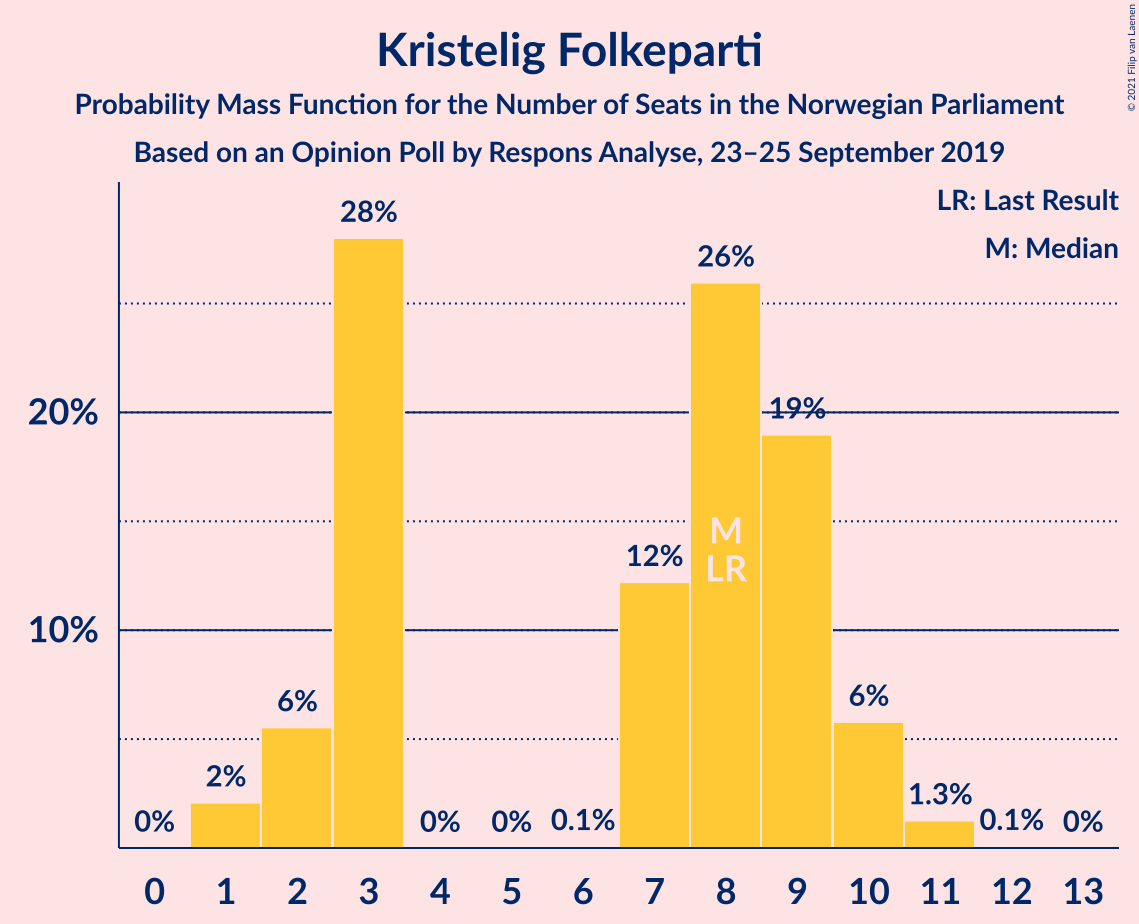 Kristelig Folkeparti
Probability Mass Function for the Number of Seats in the Norwegian Parliament
Based on an Opinion Poll by Respons Analyse, 23–25 September 2019
© 2021 Filip van Laenen
LR: Last Result
M: Median
28%
26%
20%
19%
M
LR
12%
10%
6%
6%
2%
1.3%
0%
0%
0%
0.1%
0.1%
0%
0 1 2 3 4 5 6 7 8 9 10 11 12 13